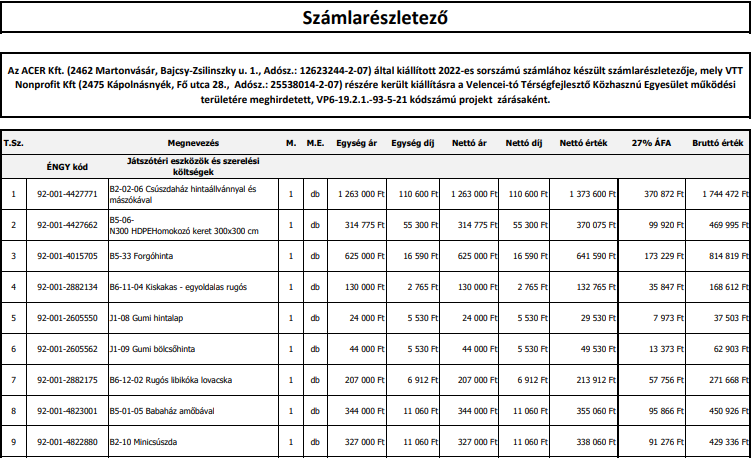 Számlarészletező
Az ACER Kft. (2462 Martonvásár, Bajcsy-Zsilinszky u. 1., Adósz.: 12623244-2-07) által kiállított 2022-es sorszámú számlához készült számlarészletezője, mely VTT
Nonprofit Kft (2475 Kápolnásnyék, Fő utca 28., Adósz.: 25538014-2-07) részére került kiállításra a Velencei-tó Térségfejlesztő Közhasznú Egyesület működési
területére meghirdetett, VP6-19.2.1.-93-5-21 kódszámú projekt zárásaként.
T.Sz. Megnevezés M. M.E. Egység ár Egység díj Nettó ár Nettó díj Nettó érték 27% ÁFA Bruttó érték
ÉNGY kód Játszótéri eszközök és szerelési
költségek
1 92-001-4427771 B2-02-06 Csúszdaház hintaállvánnyal és
mászókával 1 db 1 263 000 Ft 110 600 Ft 1 263 000 Ft 110 600 Ft 1 373 600 Ft 370 872 Ft 1 744 472 Ft
2 92-001-4427662 B5-06-
N300 HDPEHomokozó keret 300x300 cm 1 db 314 775 Ft 55 300 Ft 314 775 Ft 55 300 Ft 370 075 Ft 99 920 Ft 469 995 Ft
3 92-001-4015705 B5-33 Forgóhinta 1 db 625 000 Ft 16 590 Ft 625 000 Ft 16 590 Ft 641 590 Ft 173 229 Ft 814 819 Ft
4 92-001-2882134 B6-11-04 Kiskakas - egyoldalas rugós 1 db 130 000 Ft 2 765 Ft 130 000 Ft 2 765 Ft 132 765 Ft 35 847 Ft 168 612 Ft
5 92-001-2605550 J1-08 Gumi hintalap 1 db 24 000 Ft 5 530 Ft 24 000 Ft 5 530 Ft 29 530 Ft 7 973 Ft 37 503 Ft
6 92-001-2605562 J1-09 Gumi bölcsőhinta 1 db 44 000 Ft 5 530 Ft 44 000 Ft 5 530 Ft 49 530 Ft 13 373 Ft 62 903 Ft
7 92-001-2882175 B6-12-02 Rugós libikóka lovacska 1 db 207 000 Ft 6 912 Ft 207 000 Ft 6 912 Ft 213 912 Ft 57 756 Ft 271 668 Ft
8 92-001-4823001 B5-01-05 Babaház amőbával 1 db 344 000 Ft 11 060 Ft 344 000 Ft 11 060 Ft 355 060 Ft 95 866 Ft 450 926 Ft
9 92-001-4822880 B2-10 Minicsúszda 1 db 327 000 Ft 11 060 Ft 327 000 Ft 11 060 Ft 338 060 Ft 91 276 Ft 429 336 Ft